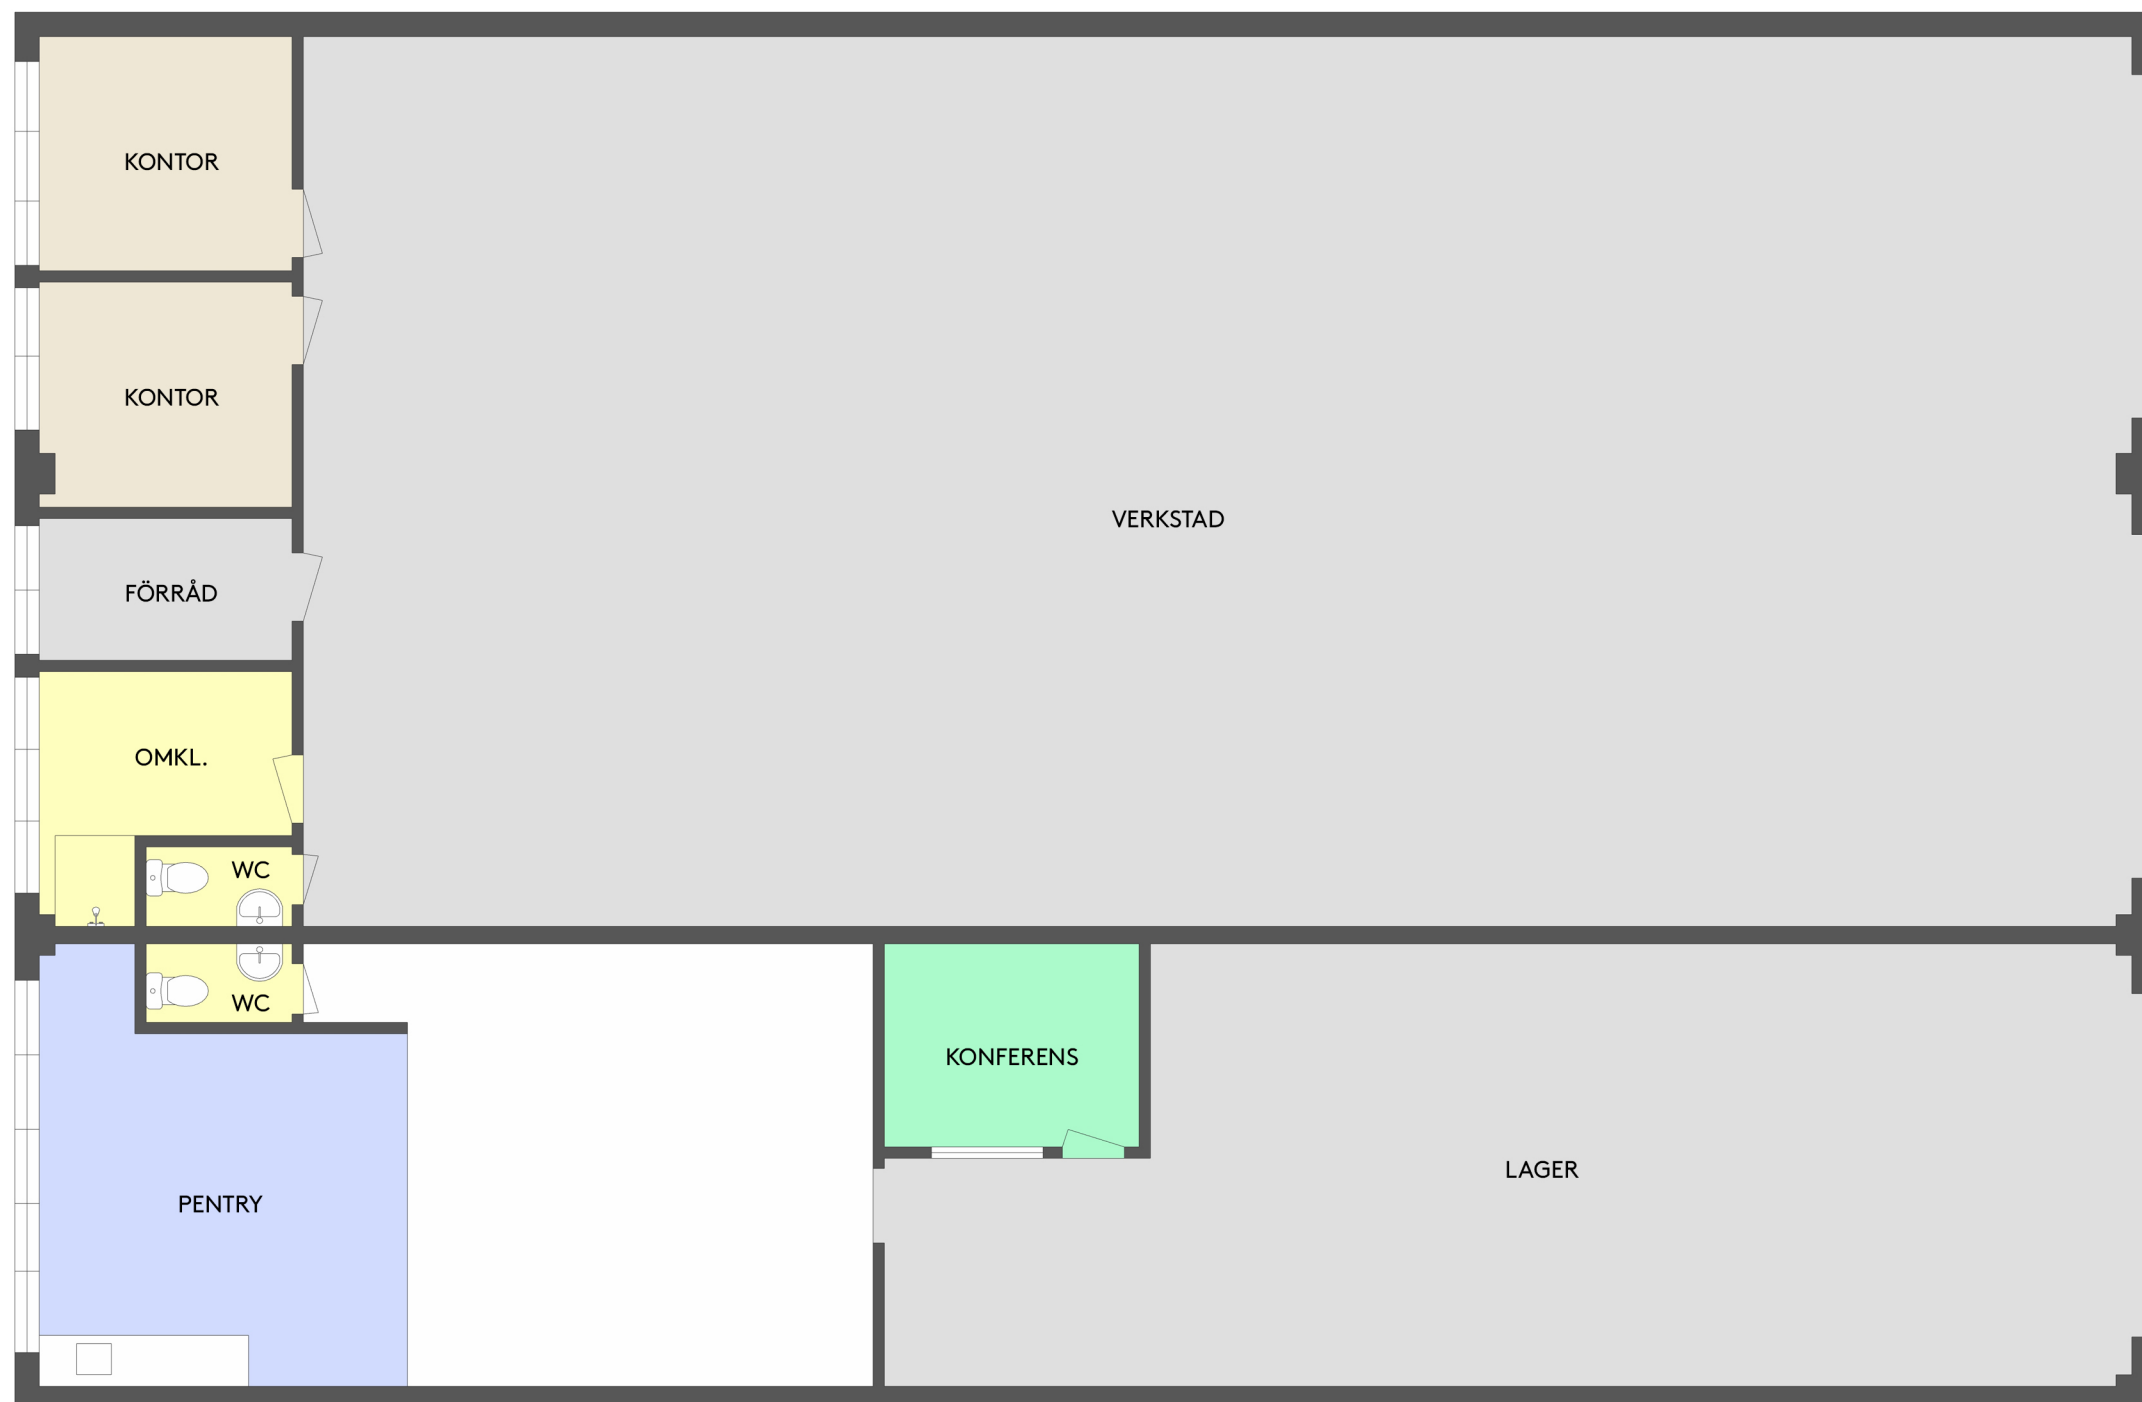 KONTOR
KONTOR
VERKSTAD
FÖRRÅD
OMKL.
WC
WC
KONFERENS
LAGER
PENTRY